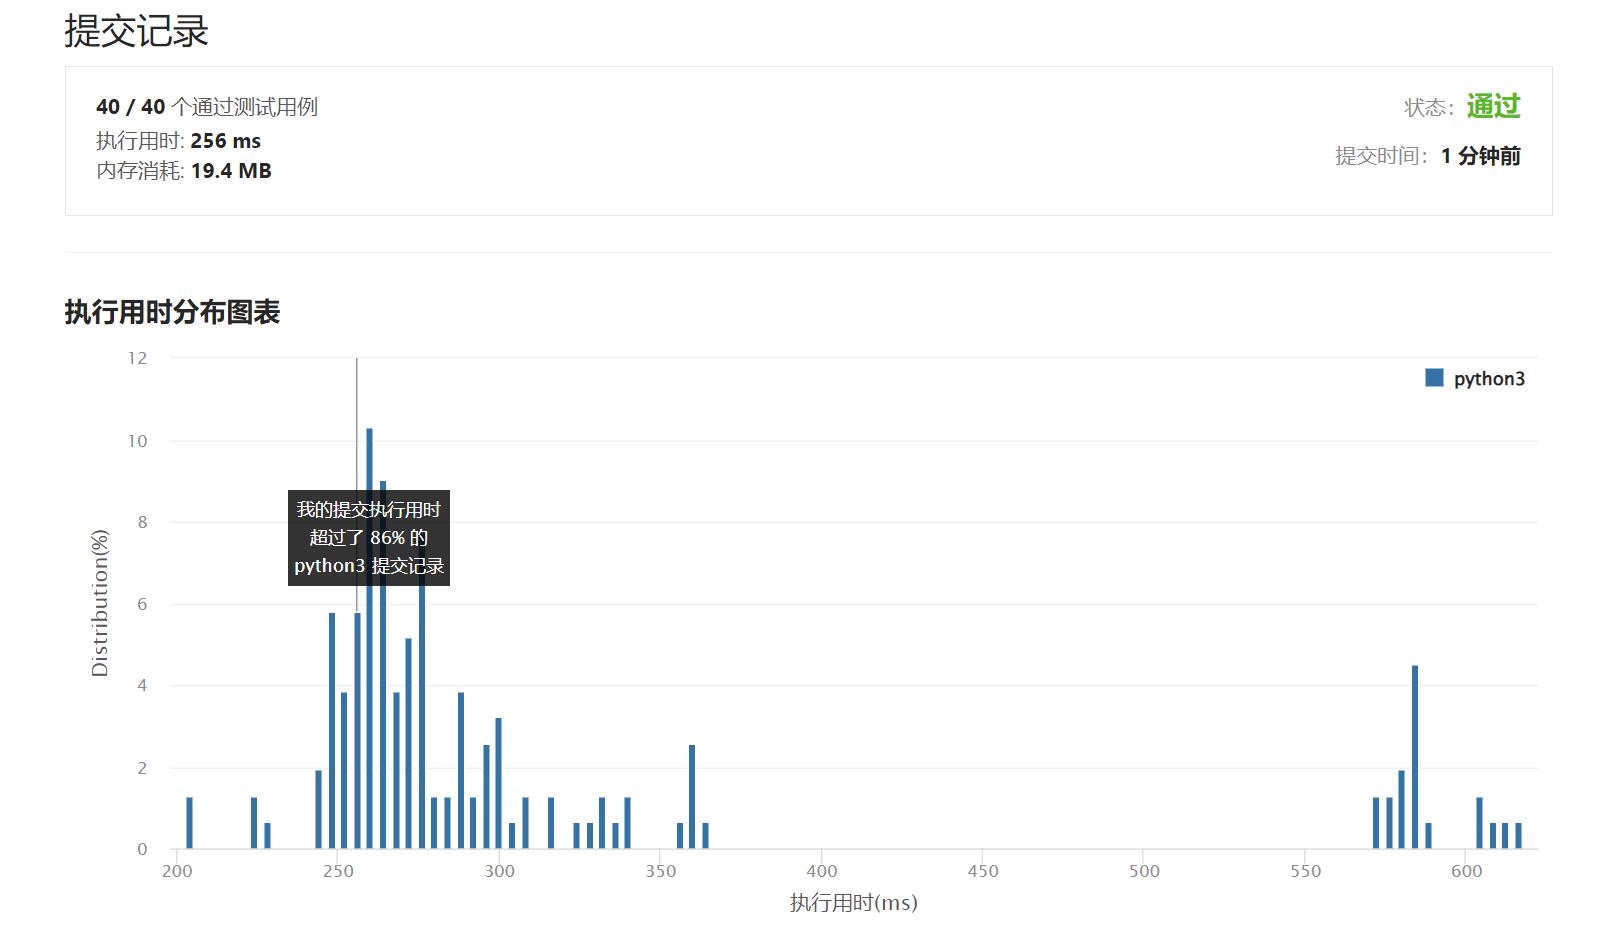 提交记录
40 / 40 个通过测试用例
状态：通过
执行用时: 256 ms
提交时间：1 分钟前
内存消耗: 19.4 MB
执行用时分布图表
12
python3
10
我的提交执行用时
超过了 86% 的
python3 提交记录
8
6
4
2
0
Distribution(%)
200 250 300 350 400 450 500 550 600
执行用时(ms)